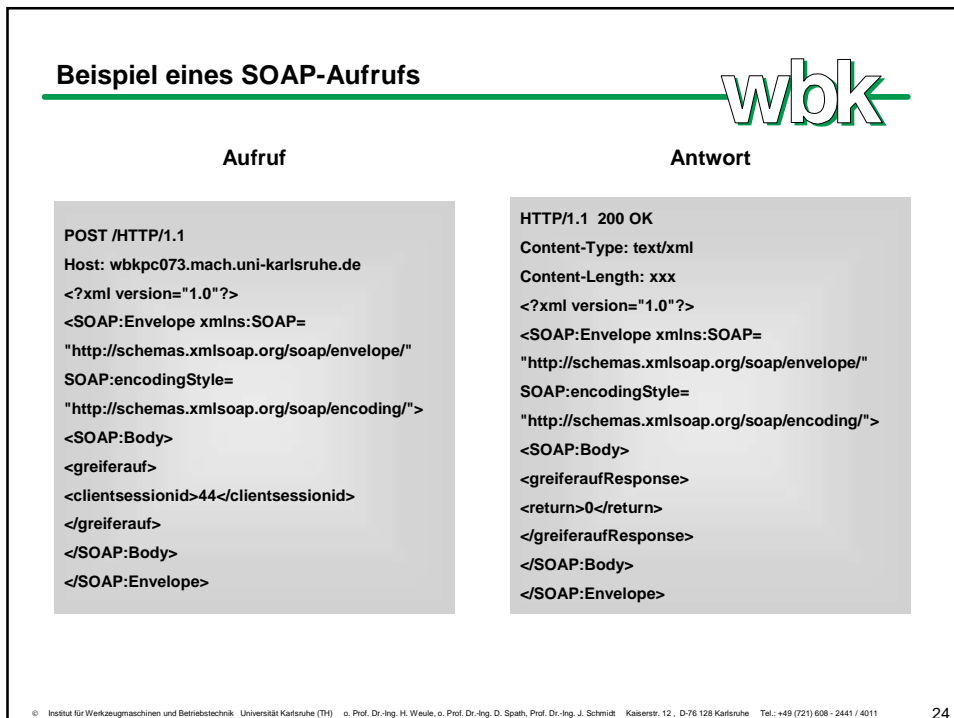 Beispiel eines SOAP-Aufrufs
wbk
Aufruf
POST /HTTP/1.1
Host: wbkpc073.mach.uni-karlsruhe.de
<?xml version="1.0"?>
<SOAP:Envelope xmlns:SOAP=
"http://schemas.xmlsoap.org/soap/envelope/"
SOAP:encodingStyle=
"http://schemas.xmlsoap.org/soap/encoding/">
<SOAP:Body>
<greiferauf>
<clientsessionid>44</clientsessionid>
</greiferauf>
</SOAP:Body>
</SOAP:Envelope>
Antwort
HTTP/1.1  200 OK
Content-Type: text/xml
Content-Length: xxx
<?xml version="1.0"?>
<SOAP:Envelope xmlns:SOAP=
"http://schemas.xmlsoap.org/soap/envelope/"
SOAP:encodingStyle=
"http://schemas.xmlsoap.org/soap/encoding/">
<SOAP:Body>
<greiferaufResponse>
<return>0</return>
</greiferaufResponse>
</SOAP:Body>
</SOAP:Envelope>
© Institut für Werkzeugmaschinen und Betriebstechnik Universität Karlsruhe (TH) o. Prof. Dr.-Ing. H. Weule, o. Prof. Dr.-Ing. D. Spath, Prof. Dr.-Ing. J. Schmidt Kaiserstr. 12 , D-76 128 Karlsruhe Tel.: +49 (721) 608 - 2441 / 4011 24